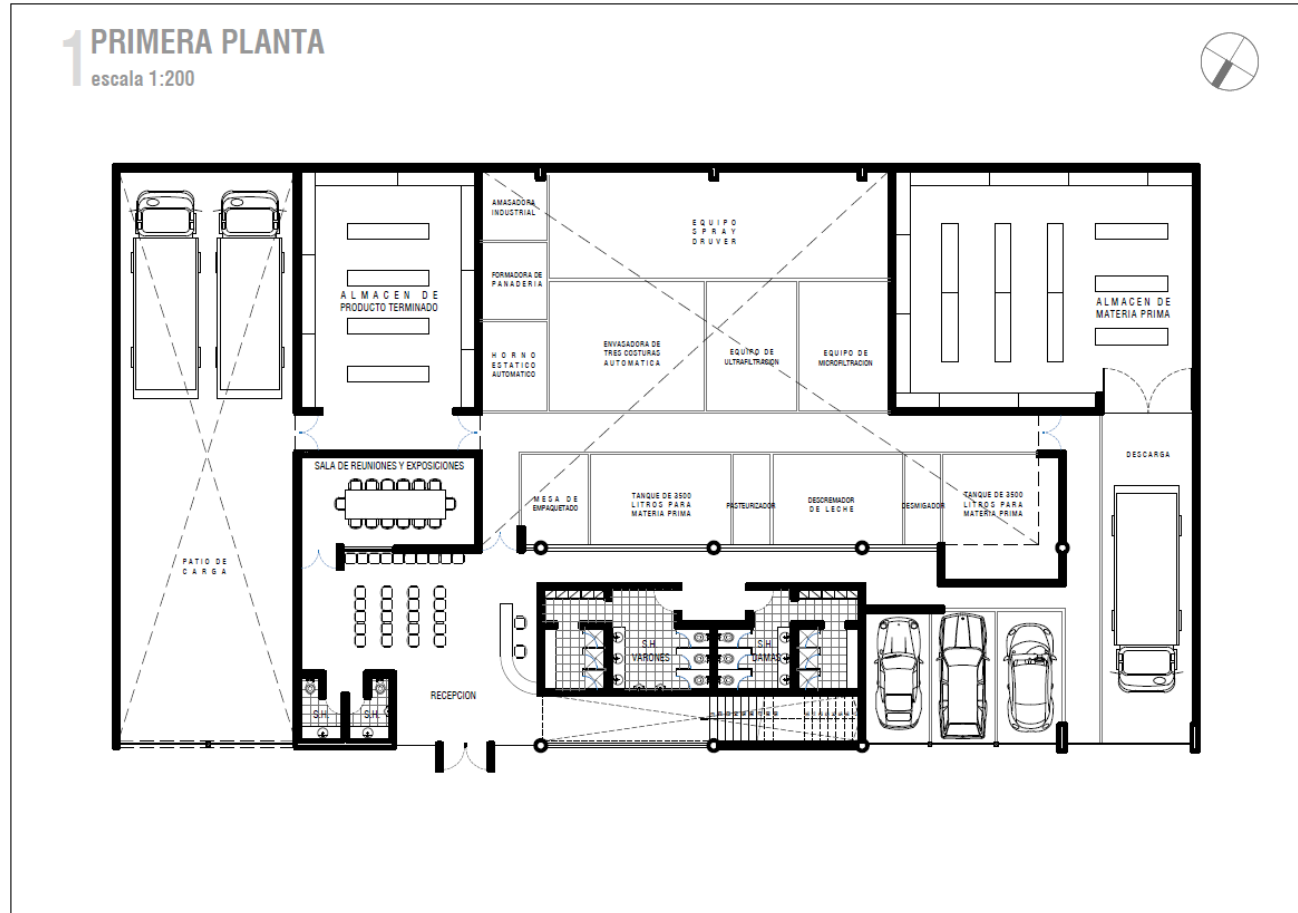 1 PRIMERA PLANTA
escala 1:200
AMASADORA
INDUSTRIAL
EQUIPO
SPRAY
DRUVER
FORMADORA DE
PANADERIA
ALMACEN DE
PRODUCTO TERMINADO
ALMACEN DE
MATERIA PRIMA
HORNO
ESTATICO
AUTOMATICO
ENVASADORA DE
TRES COSTURAS
AUTOMATICA
EQUIPO DE
ULTRAFILTRACION
EQUIPO DE
MICROFILTRACION
DESCARGA
SALA DE REUNIONES Y EXPOSICIONES
MESA DE
EMPAQUETADO
TANQUE DE 3500
LITROS PARA
MATERIA PRIMA
PASTEURIZADOR
DESCREMADOR
DE LECHE
DESMIGADOR
TANQUE DE 3500
LITROS PARA
MATERIA PRIMA
PATIO DE
CARGA
S.H.
VARONES
S.H.
DAMAS
RECEPCION
S.H.
S.H.